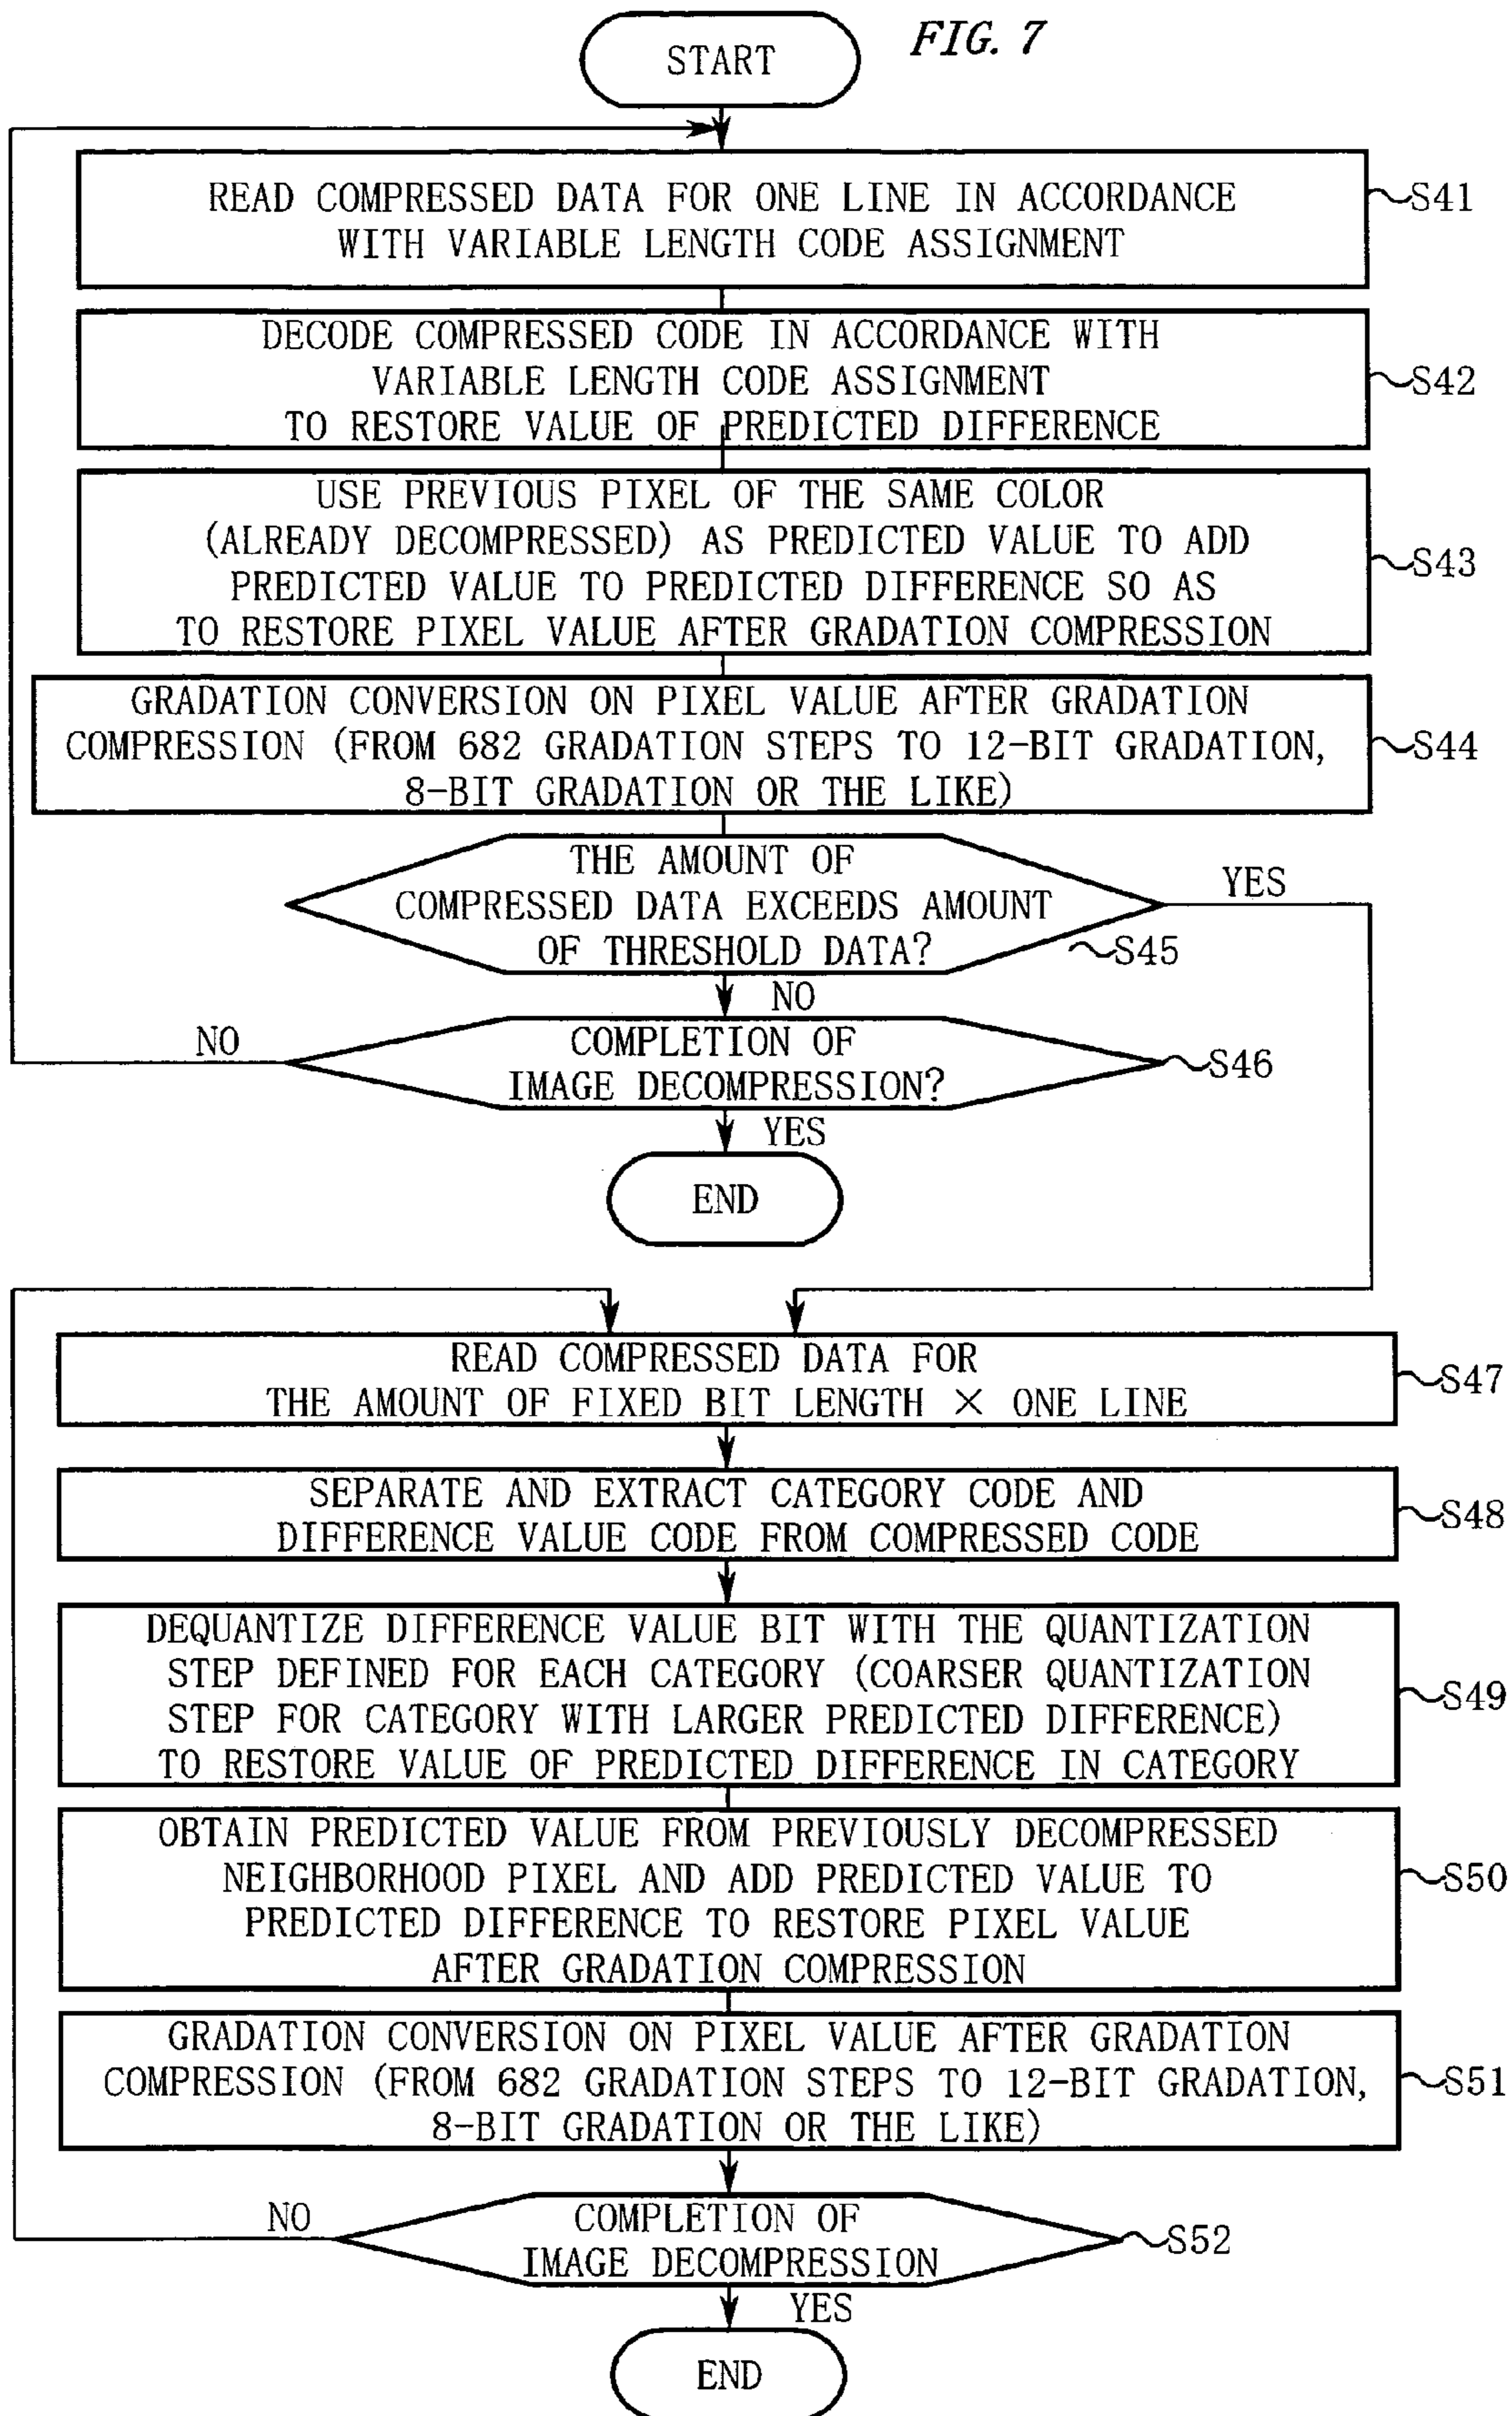 FIG. 7
START
READ COMPRESSED DATA FOR ONE LINE IN ACCORDANCE
WITH VARIABLE LENGTH CODE ASSIGNMENT
S41
DECODE COMPRESSED CODE IN ACCORDANCE WITH
VARIABLE LENGTH CODE ASSIGNMENT
TO RESTORE VALUE OF PREDICTED DIFFERENCE
S42
USE PREVIOUS PIXEL OF THE SAME COLOR
(ALREADY DECOMPRESSED) AS PREDICTED VALUE TO ADD
PREDICTED VALUE TO PREDICTED DIFFERENCE SO AS
TO RESTORE PIXEL VALUE AFTER GRADATION COMPRESSION
S43
GRADATION CONVERSION ON PIXEL VALUE AFTER GRADATION
COMPRESSION (FROM 682 GRADATION STEPS TO 12-BIT GRADATION,
8-BIT GRADATION OR THE LIKE)
S44
THE AMOUNT OF
COMPRESSED DATA EXCEEDS AMOUNT
OF THRESHOLD DATA?
S45
YES
NO
COMPLETION OF
IMAGE DECOMPRESSION?
S46
NO
YES
END
READ COMPRESSED DATA FOR
THE AMOUNT OF FIXED BIT LENGTH × ONE LINE
S47
SEPARATE AND EXTRACT CATEGORY CODE AND
DIFFERENCE VALUE CODE FROM COMPRESSED CODE
S48
DEQUANTIZE DIFFERENCE VALUE BIT WITH THE QUANTIZATION
STEP DEFINED FOR EACH CATEGORY (COARSER QUANTIZATION
STEP FOR CATEGORY WITH LARGER PREDICTED DIFFERENCE)
TO RESTORE VALUE OF PREDICTED DIFFERENCE IN CATEGORY
S49
OBTAIN PREDICTED VALUE FROM PREVIOUSLY DECOMPRESSED
NEIGHBORHOOD PIXEL AND ADD PREDICTED VALUE TO
PREDICTED DIFFERENCE TO RESTORE PIXEL VALUE
AFTER GRADATION COMPRESSION
S50
GRADATION CONVERSION ON PIXEL VALUE AFTER GRADATION
COMPRESSION (FROM 682 GRADATION STEPS TO 12-BIT GRADATION,
8-BIT GRADATION OR THE LIKE)
S51
COMPLETION OF
IMAGE DECOMPRESSION
S52
NO
YES
END